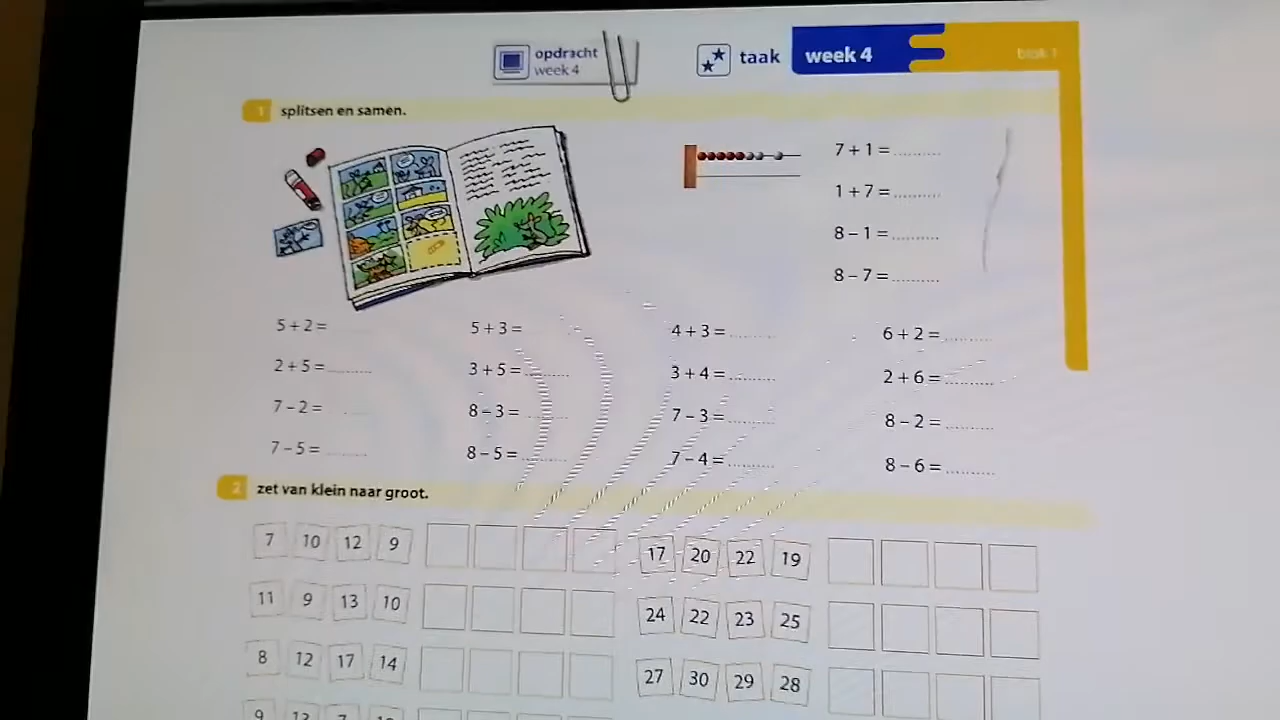 opdracht
week 4
taak
week 4
blok 1
1 splitsen en samen.
7 + 1 = ..........
1 + 7 = ..........
8 – 1 = ..........
8 – 7 = ..........
5 + 2 =
5 + 3 =
4 + 3 = ..........
6 + 2 = ..........
2 + 5 = ..........
3 + 5 = ..........
3 + 4 = ..........
2 + 6 = ..........
7 – 2 = ..........
8 – 3 = ..........
7 – 3 = ..........
8 – 2 = ..........
7 – 5 = ..........
8 – 5 = ..........
7 – 4 = ..........
8 – 6 = ..........
2 zet van klein naar groot.
7 10 12 9
17 20 22 19
11 9 13 10
24 22 23 25
8 12 17 14
27 30 29 28